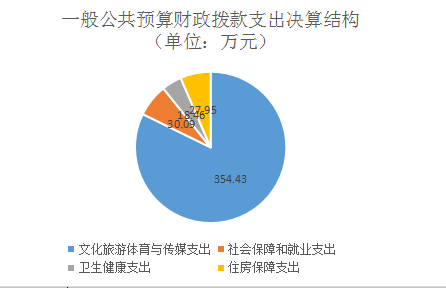 一般公共预算财政拨款支出决算结构
（单位：万元）
27.95
18.46
30.09
354.43
文化旅游体育与传媒支出 社会保障和就业支出
卫生健康支出 住房保障支出